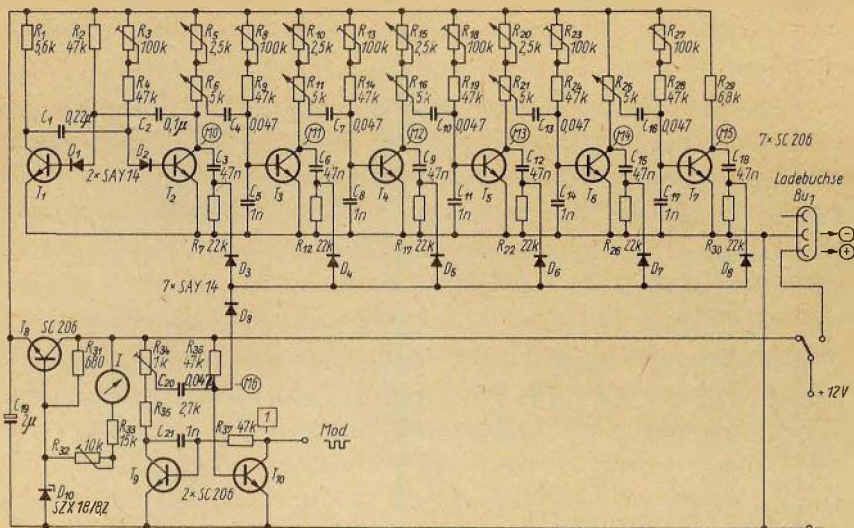 R1 5,6k
R2 47k
R3 100k
R5 2,5k
R8 100k
R10 2,5k
R13 100k
R15 2,5k
R18 100k
R20 2,5k
R23 100k
R27 100k
R4 47k
R6 5k
R9 47k
R11 5k
R14 47k
R16 5k
R19 47k
R21 5k
R24 47k
R25 5k
R28 47k
R29 6,8k
C1 0,22µ
C2 0,1µ
C4 0,047
C7 0,047
C10 0,047
C13 0,047
C16 0,047
M0
M1
M2
M3
M4
M5
7×SC 206
D1
D2
2×SAY 14
C3 47n
C6 47n
C9 47n
C12 47n
C15 47n
C18 47n
T1
T2
T3
T4
T5
T6
T7
C5 1n
C8 1n
C11 1n
C14 1n
C17 1n
Ladebuchse
Bu1
−
+
R7 22k
R12 22k
R17 22k
R22 22k
R26 22k
R30 22k
D3
D4
D5
D6
D7
D8
7×SAY 14
D9
T8
SC 206
R31 680
I
R34 1k
R36 47k
C20 0,047µ
M6
C19 2µ
R33 15k
R35 2,7k
C21 1n
R37 47k
1
Mod.
+12V
R32 10k
T9
T10
2×SC 206
D10
SZX 18/8,2